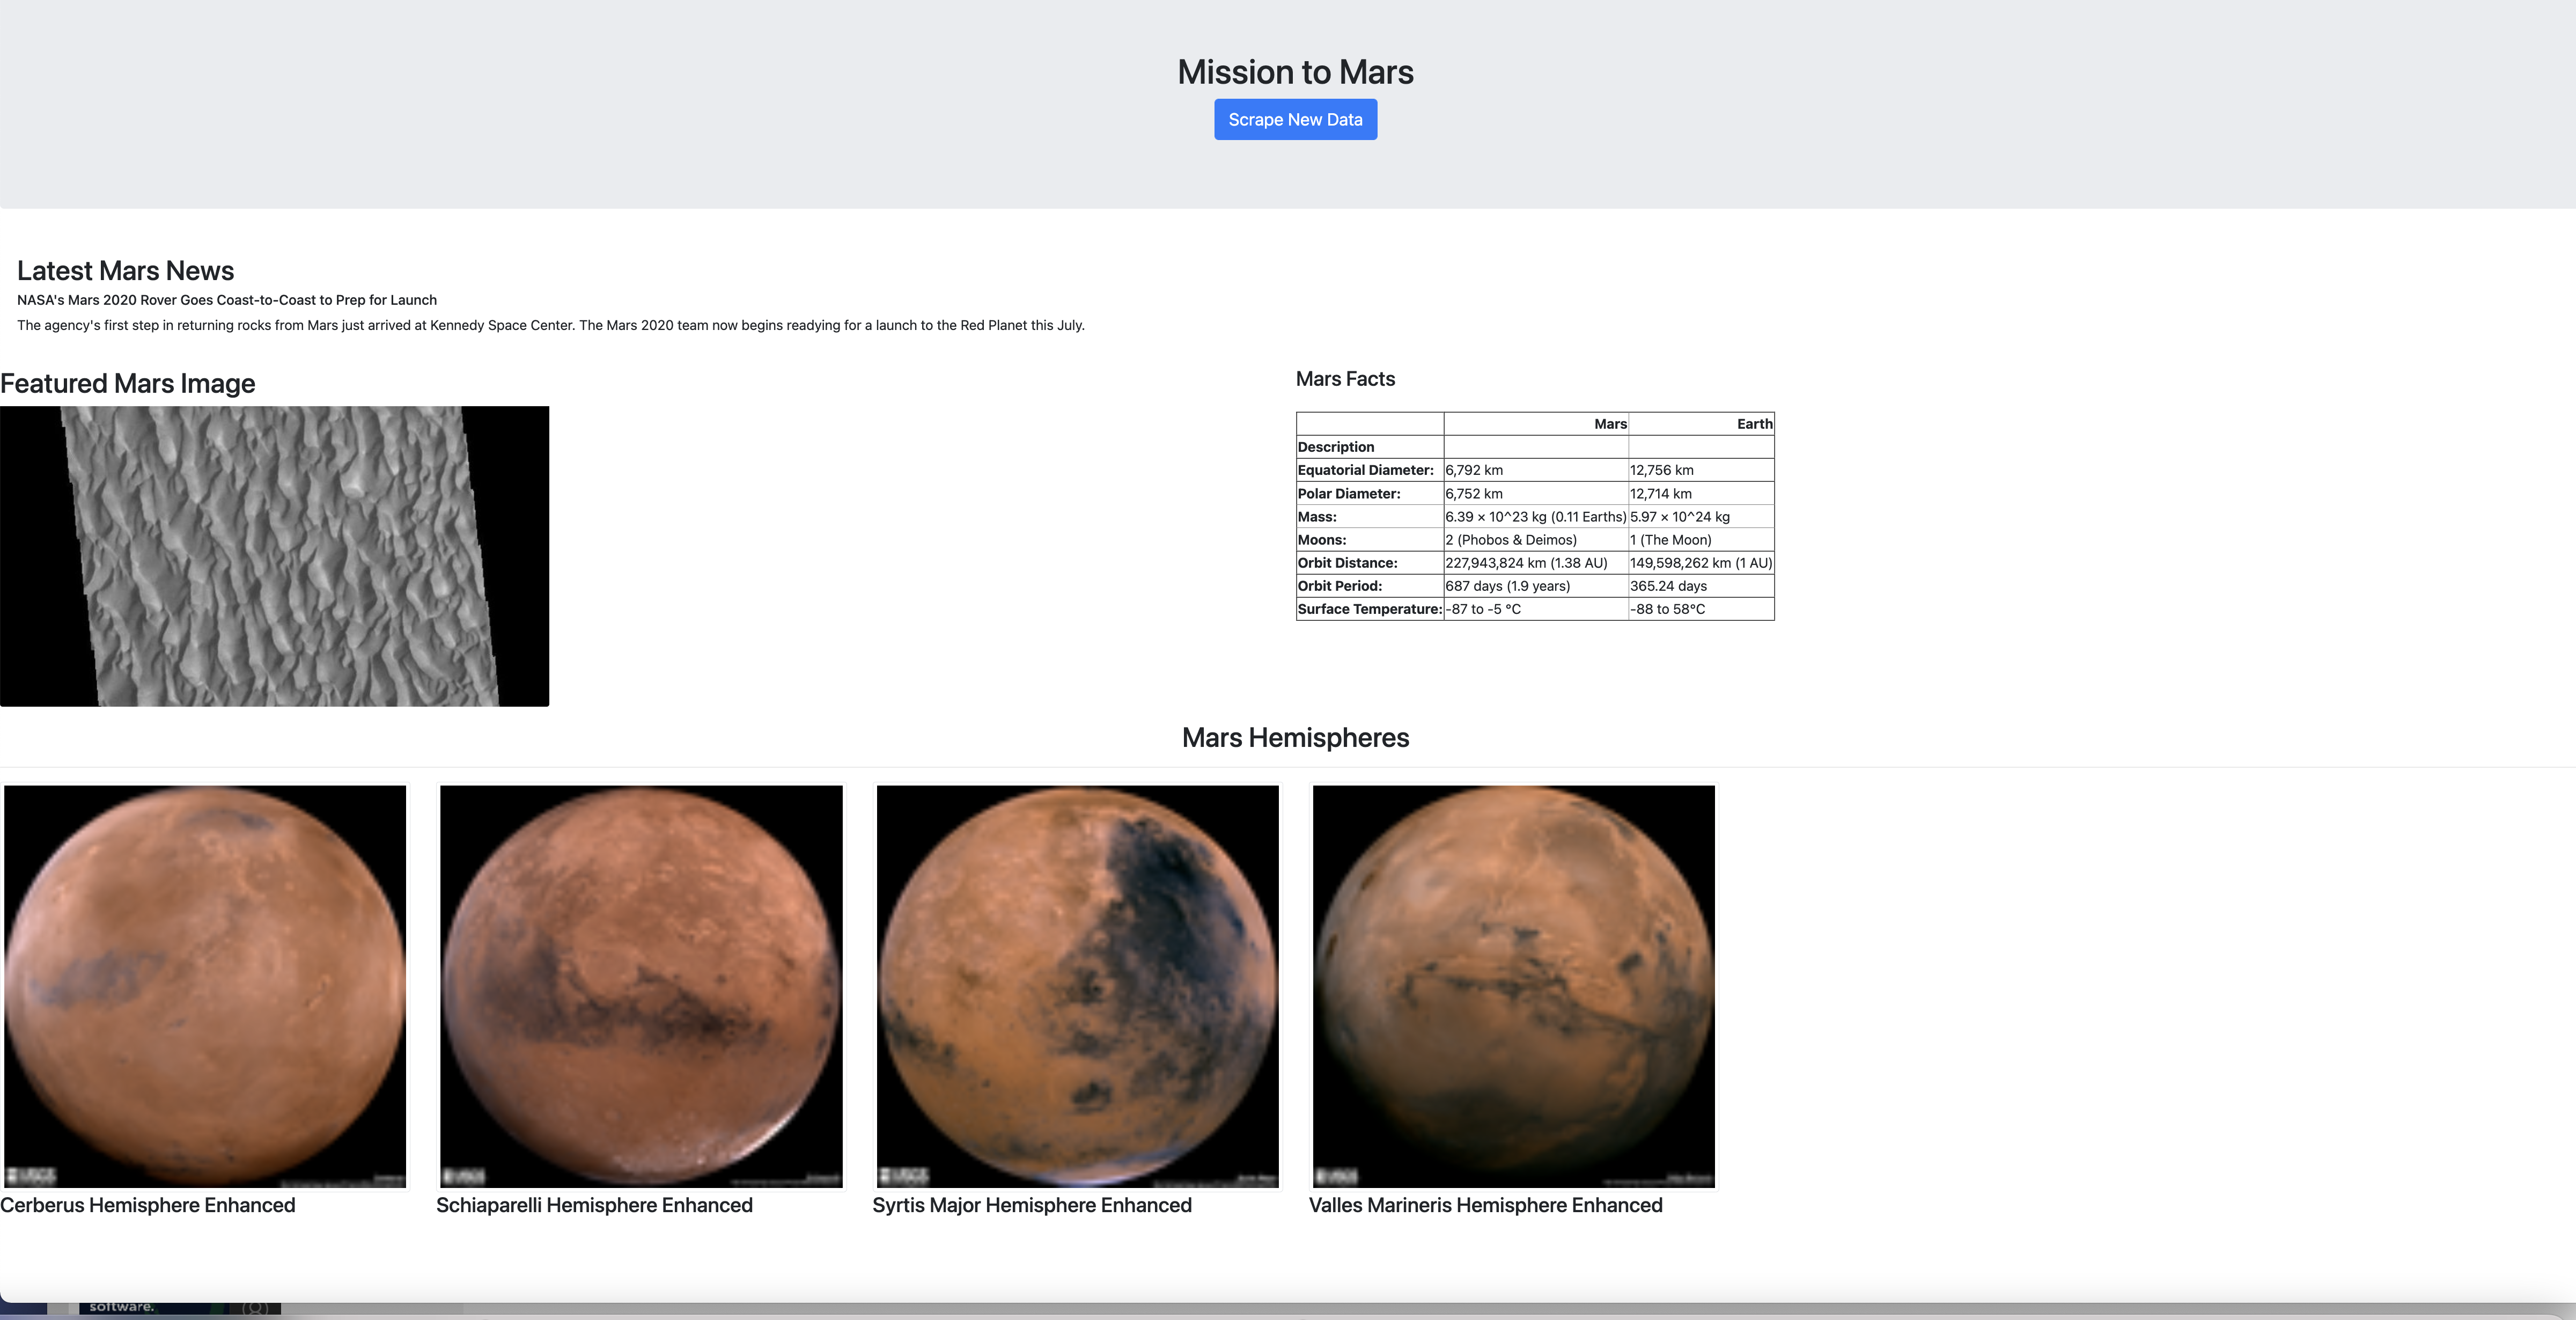 Mission to Mars
Scrape New Data
Latest Mars News
NASA's Mars 2020 Rover Goes Coast-to-Coast to Prep for Launch
The agency's first step in returning rocks from Mars just arrived at Kennedy Space Center. The Mars 2020 team now begins readying for a launch to the Red Planet this July.
Featured Mars Image
Mars Facts
Mars Earth
Description
Equatorial Diameter: 6,792 km 12,756 km
Polar Diameter: 6,752 km 12,714 km
Mass: 6.39 × 10^23 kg (0.11 Earths) 5.97 × 10^24 kg
Moons: 2 (Phobos & Deimos) 1 (The Moon)
Orbit Distance: 227,943,824 km (1.38 AU) 149,598,262 km (1 AU)
Orbit Period: 687 days (1.9 years) 365.24 days
Surface Temperature: -87 to -5 °C -88 to 58°C
Mars Hemispheres
USGS USGS USGS USGS
Cerberus Hemisphere Enhanced Schiaparelli Hemisphere Enhanced Syrtis Major Hemisphere Enhanced Valles Marineris Hemisphere Enhanced
software.